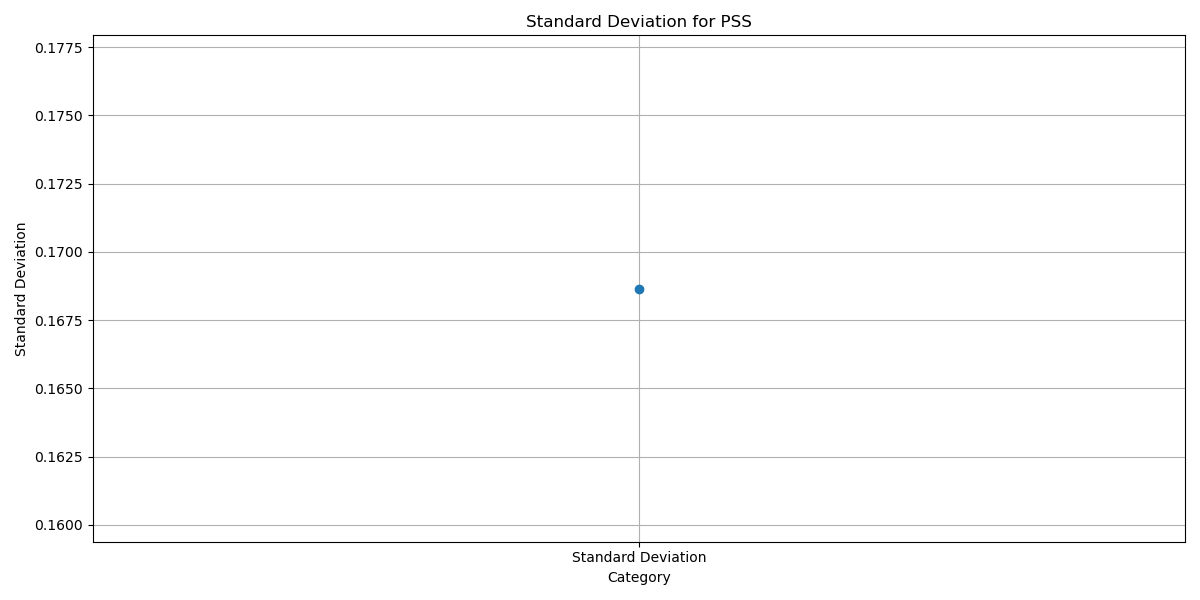 Standard Deviation for PSS
0.1775
0.1750
0.1725
0.1700
0.1675
0.1650
0.1625
0.1600
Standard Deviation
Standard Deviation
Category